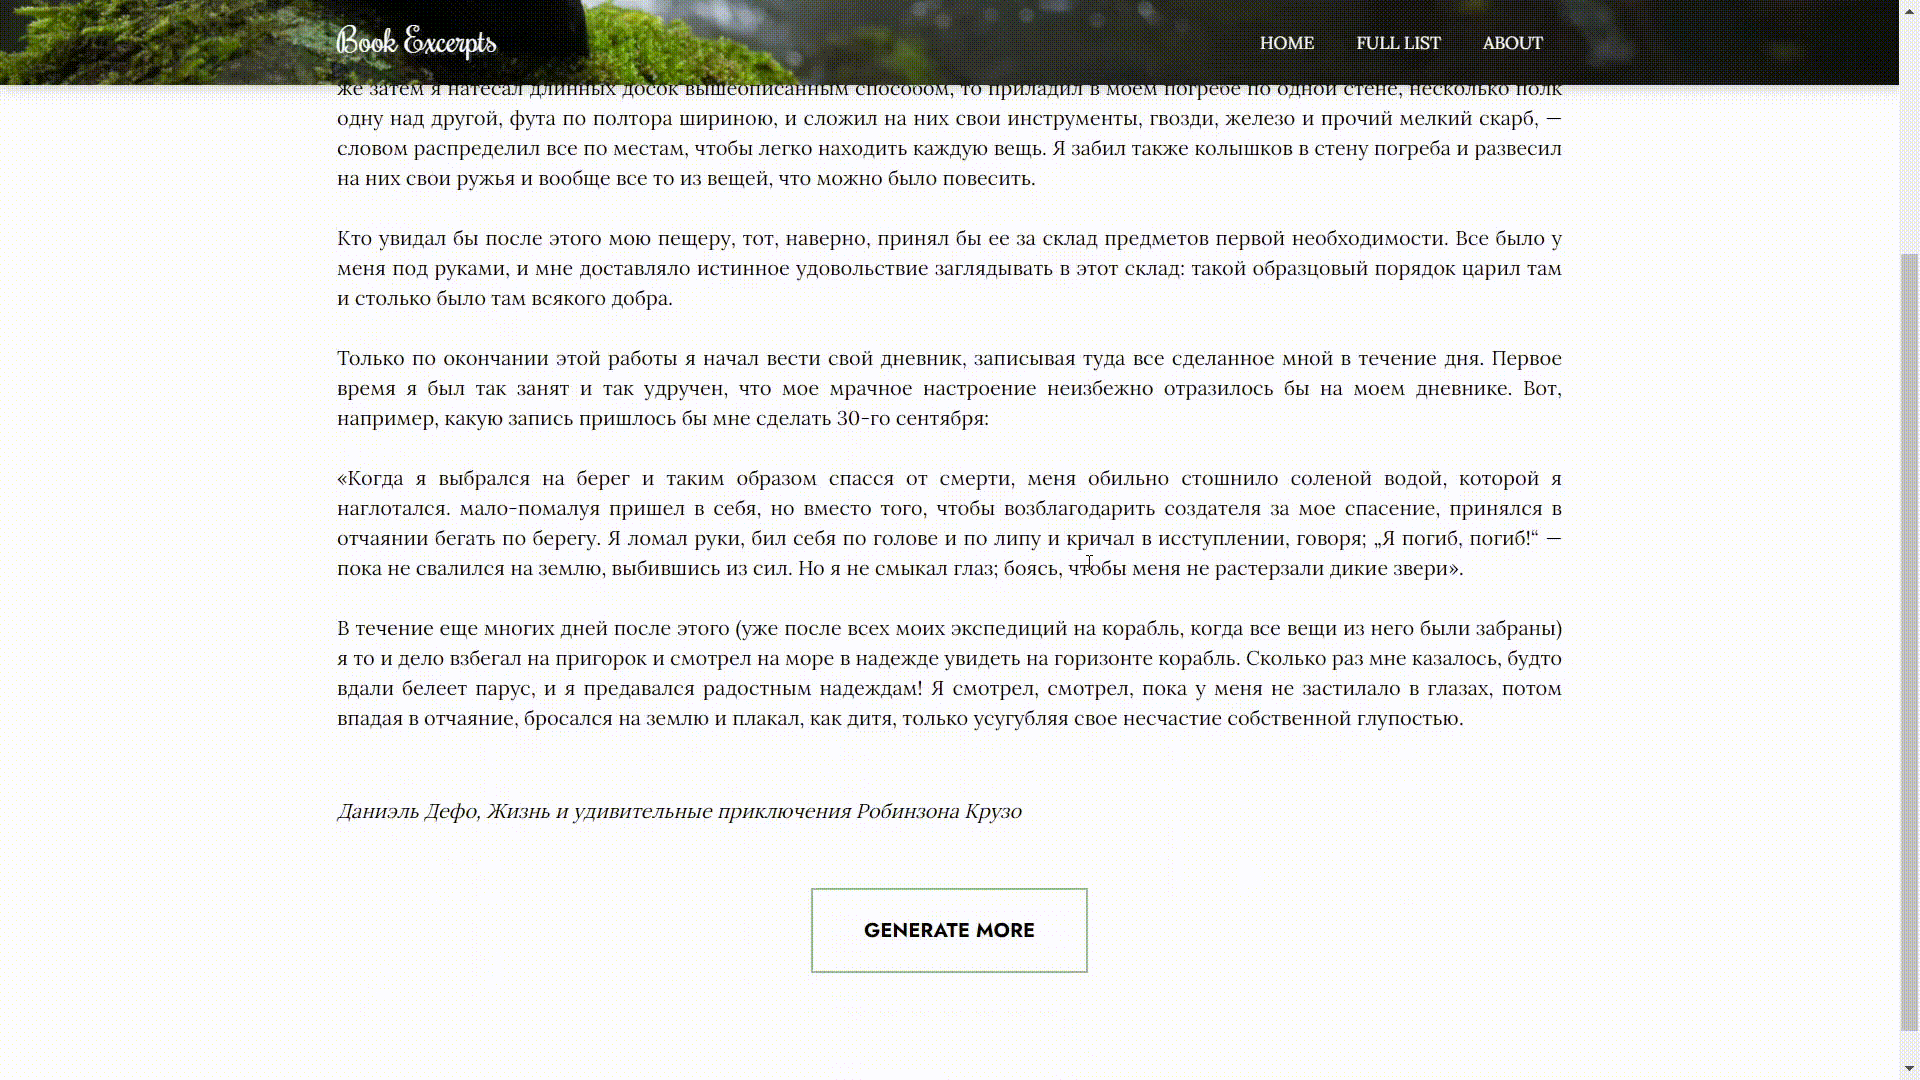 Book Excerpts
HOME
FULL LIST
ABOUT
же затем я натесал длинных досок вышеописанным способом, то приладил в моем погребе по одной стене, несколько полк
одну над другой, фута по полтора шириною, и сложил на них свои инструменты, гвозди, железо и прочий мелкий скарб, —
словом распределил все по местам, чтобы легко находить каждую вещь. Я забил также колышков в стену погреба и развесил
на них свои ружья и вообще все то из вещей, что можно было повесить.
Кто увидал бы после этого мою пещеру, тот, наверно, принял бы ее за склад предметов первой необходимости. Все было у
меня под руками, и мне доставляло истинное удовольствие заглядывать в этот склад: такой образцовый порядок царил там
и столько было там всякого добра.
Только по окончании этой работы я начал вести свой дневник, записывая туда все сделанное мной в течение дня. Первое
время я был так занят и так удручен, что мое мрачное настроение неизбежно отразилось бы на моем дневнике. Вот,
например, какую запись пришлось бы мне сделать 30-го сентября:
«Когда я выбрался на берег и таким образом спасся от смерти, меня обильно стошнило соленой водой, которой я
наглотался. мало-помалуя пришел в себя, но вместо того, чтобы возблагодарить создателя за мое спасение, принялся в
отчаянии бегать по берегу. Я ломал руки, бил себя по голове и по липу и кричал в исступлении, говоря; „Я погиб, погиб!“ —
пока не свалился на землю, выбившись из сил. Но я не смыкал глаз; боясь, чтобы меня не растерзали дикие звери».
В течение еще многих дней после этого (уже после всех моих экспедиций на корабль, когда все вещи из него были забраны)
я то и дело взбегал на пригорок и смотрел на море в надежде увидеть на горизонте корабль. Сколько раз мне казалось, будто
вдали белеет парус, и я предавался радостным надеждам! Я смотрел, смотрел, пока у меня не застилало в глазах, потом
впадая в отчаяние, бросался на землю и плакал, как дитя, только усугубляя свое несчастие собственной глупостью.
Даниэль Дефо, Жизнь и удивительные приключения Робинзона Крузо
GENERATE MORE